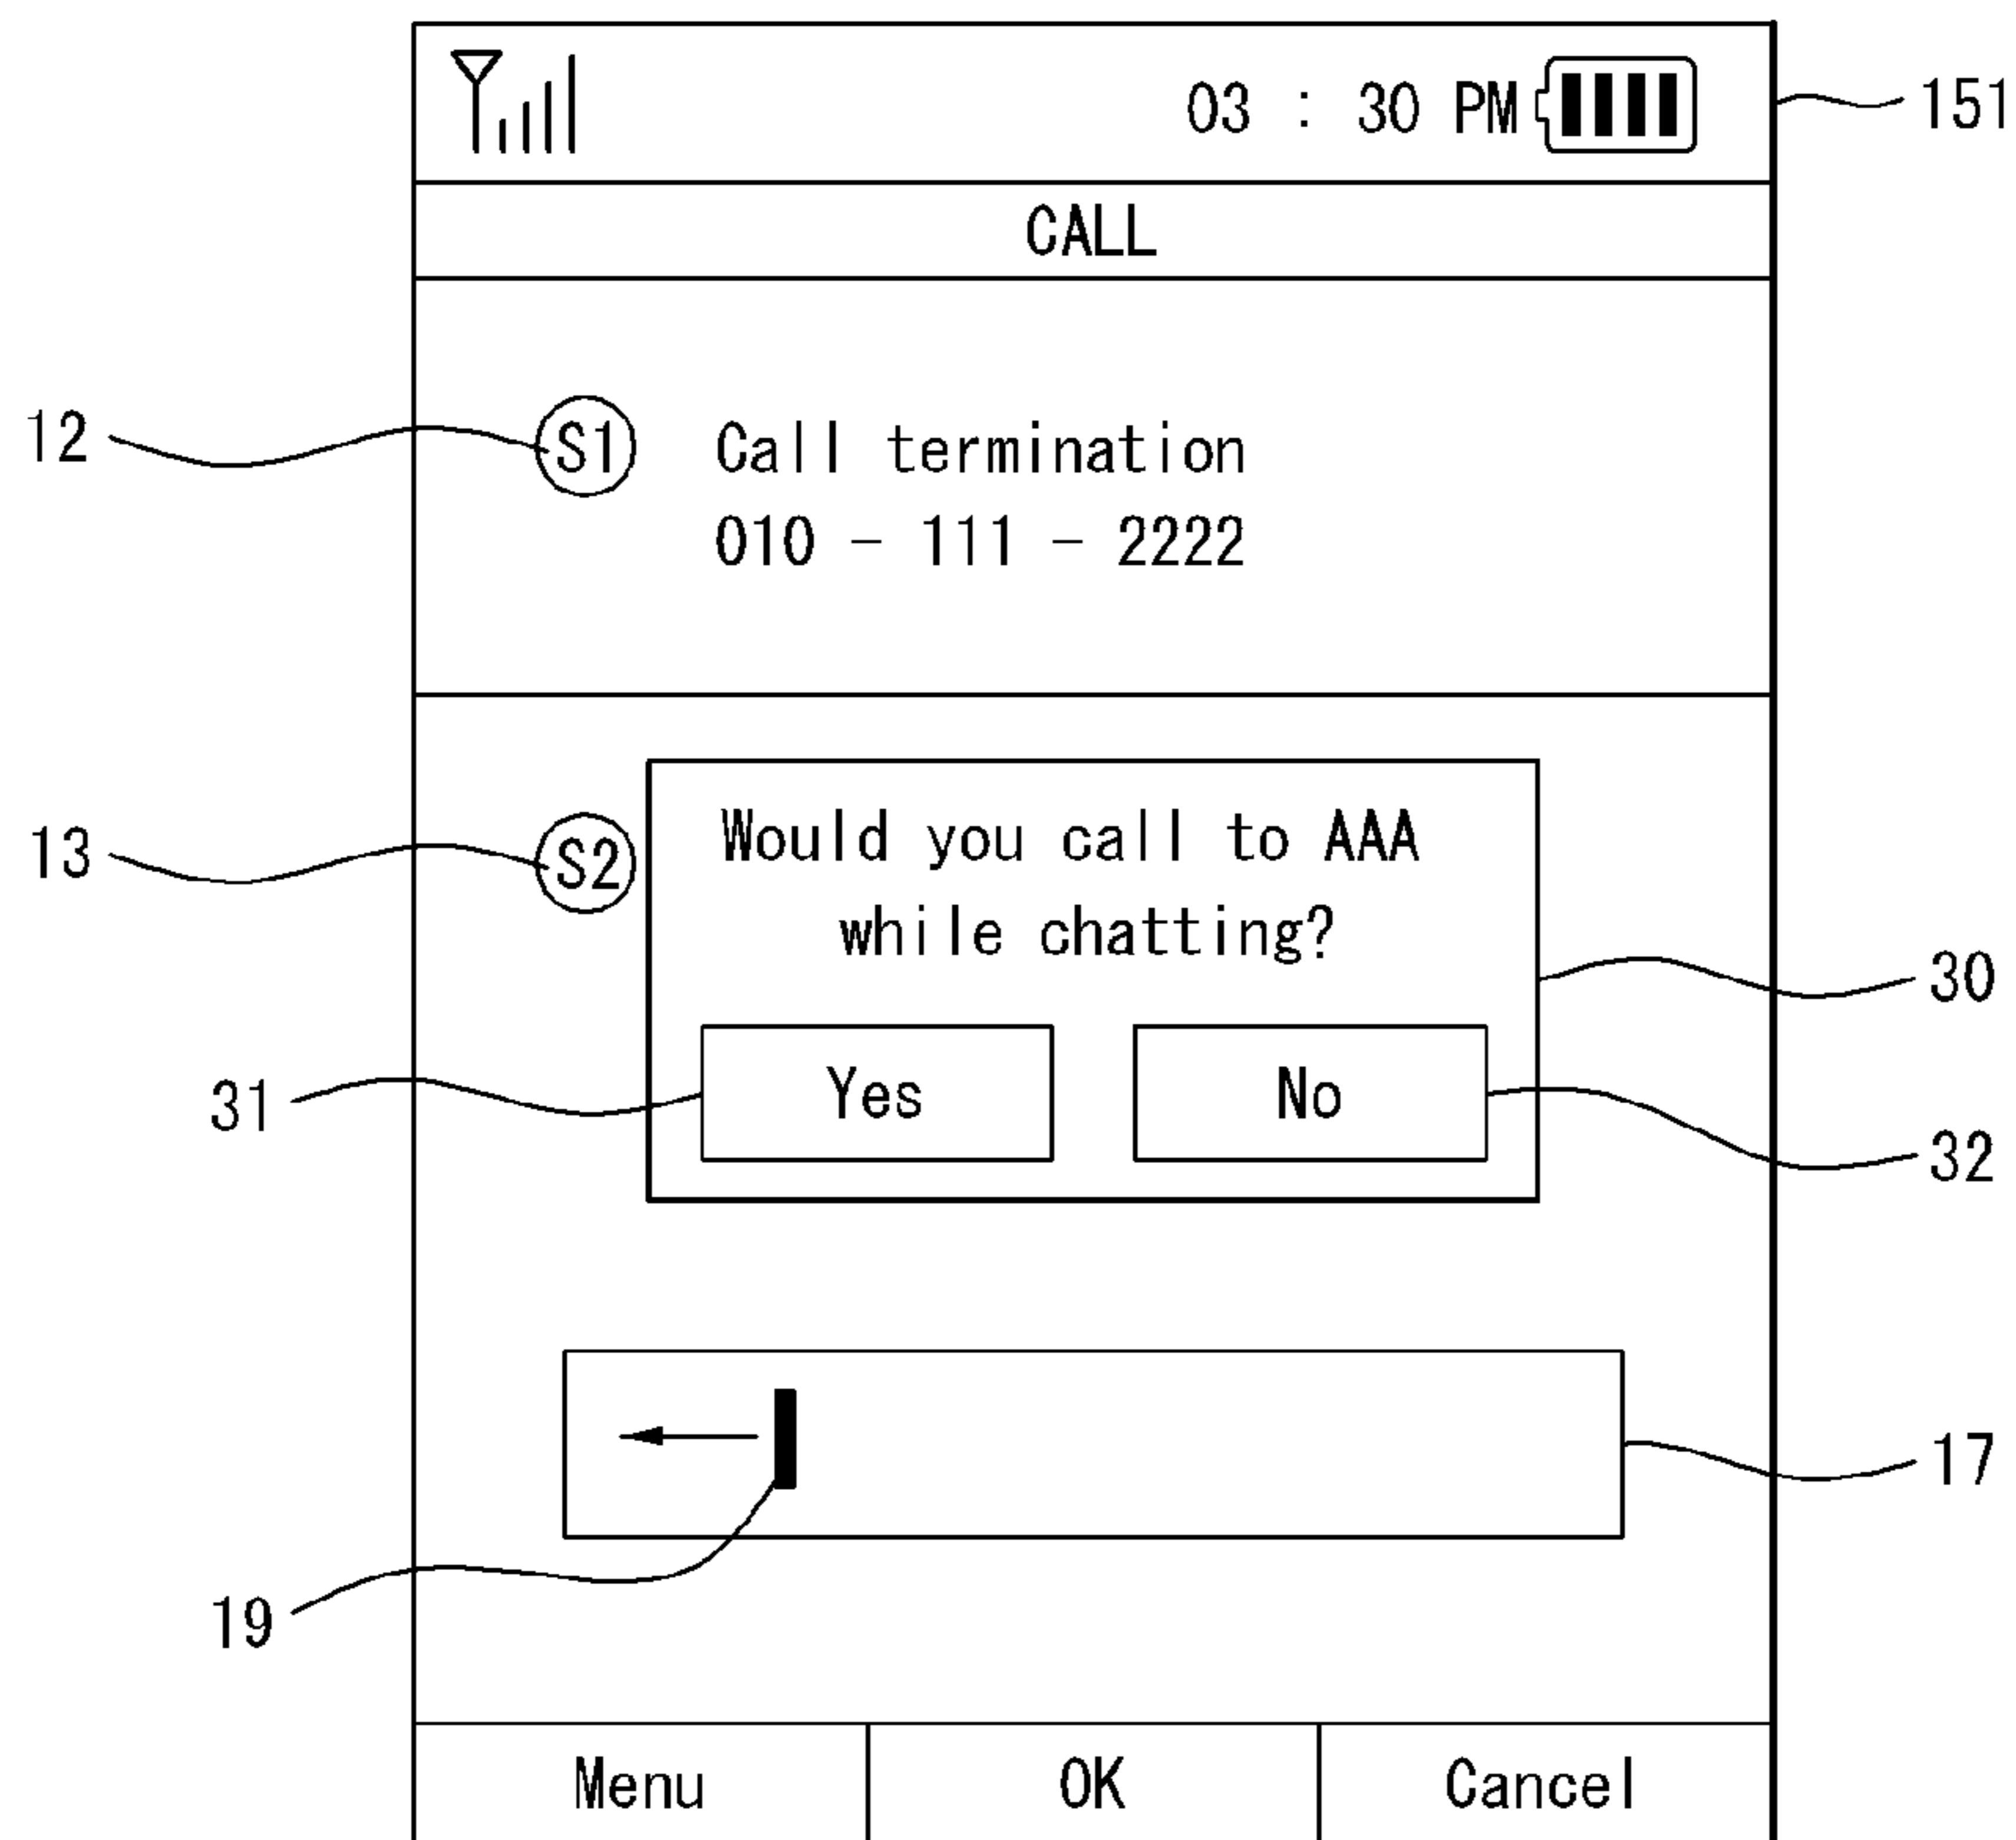 03 : 30 PM
151
CALL
12
S1
Call termination
010 - 111 - 2222
13
S2
Would you call to AAA
while chatting?
30
31
Yes
No
32
17
19
Menu
OK
Cancel